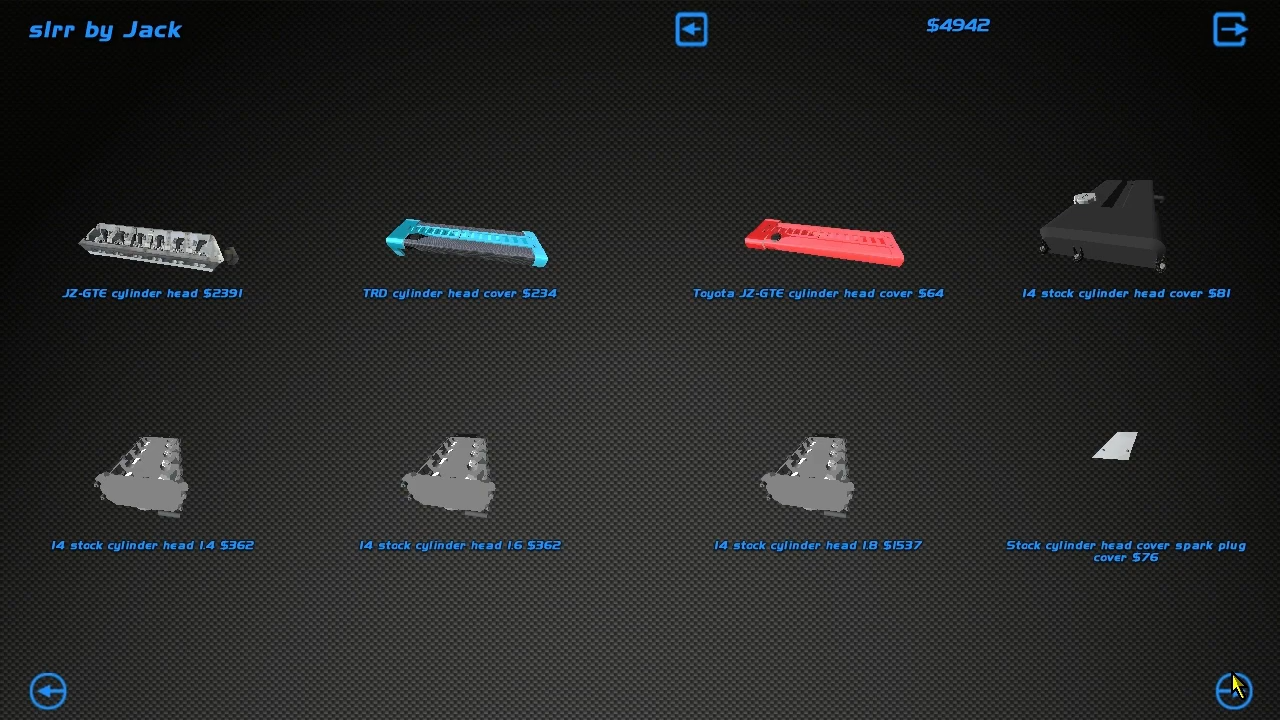 slrr by Jack
$4942
JZ-GTE cylinder head $2391
TRD cylinder head cover $234
Toyota JZ-GTE cylinder head cover $64
I4 stock cylinder head cover $81
I4 stock cylinder head 1.4 $362
I4 stock cylinder head 1.6 $362
I4 stock cylinder head 1.8 $1537
Stock cylinder head cover spark plug
cover $76